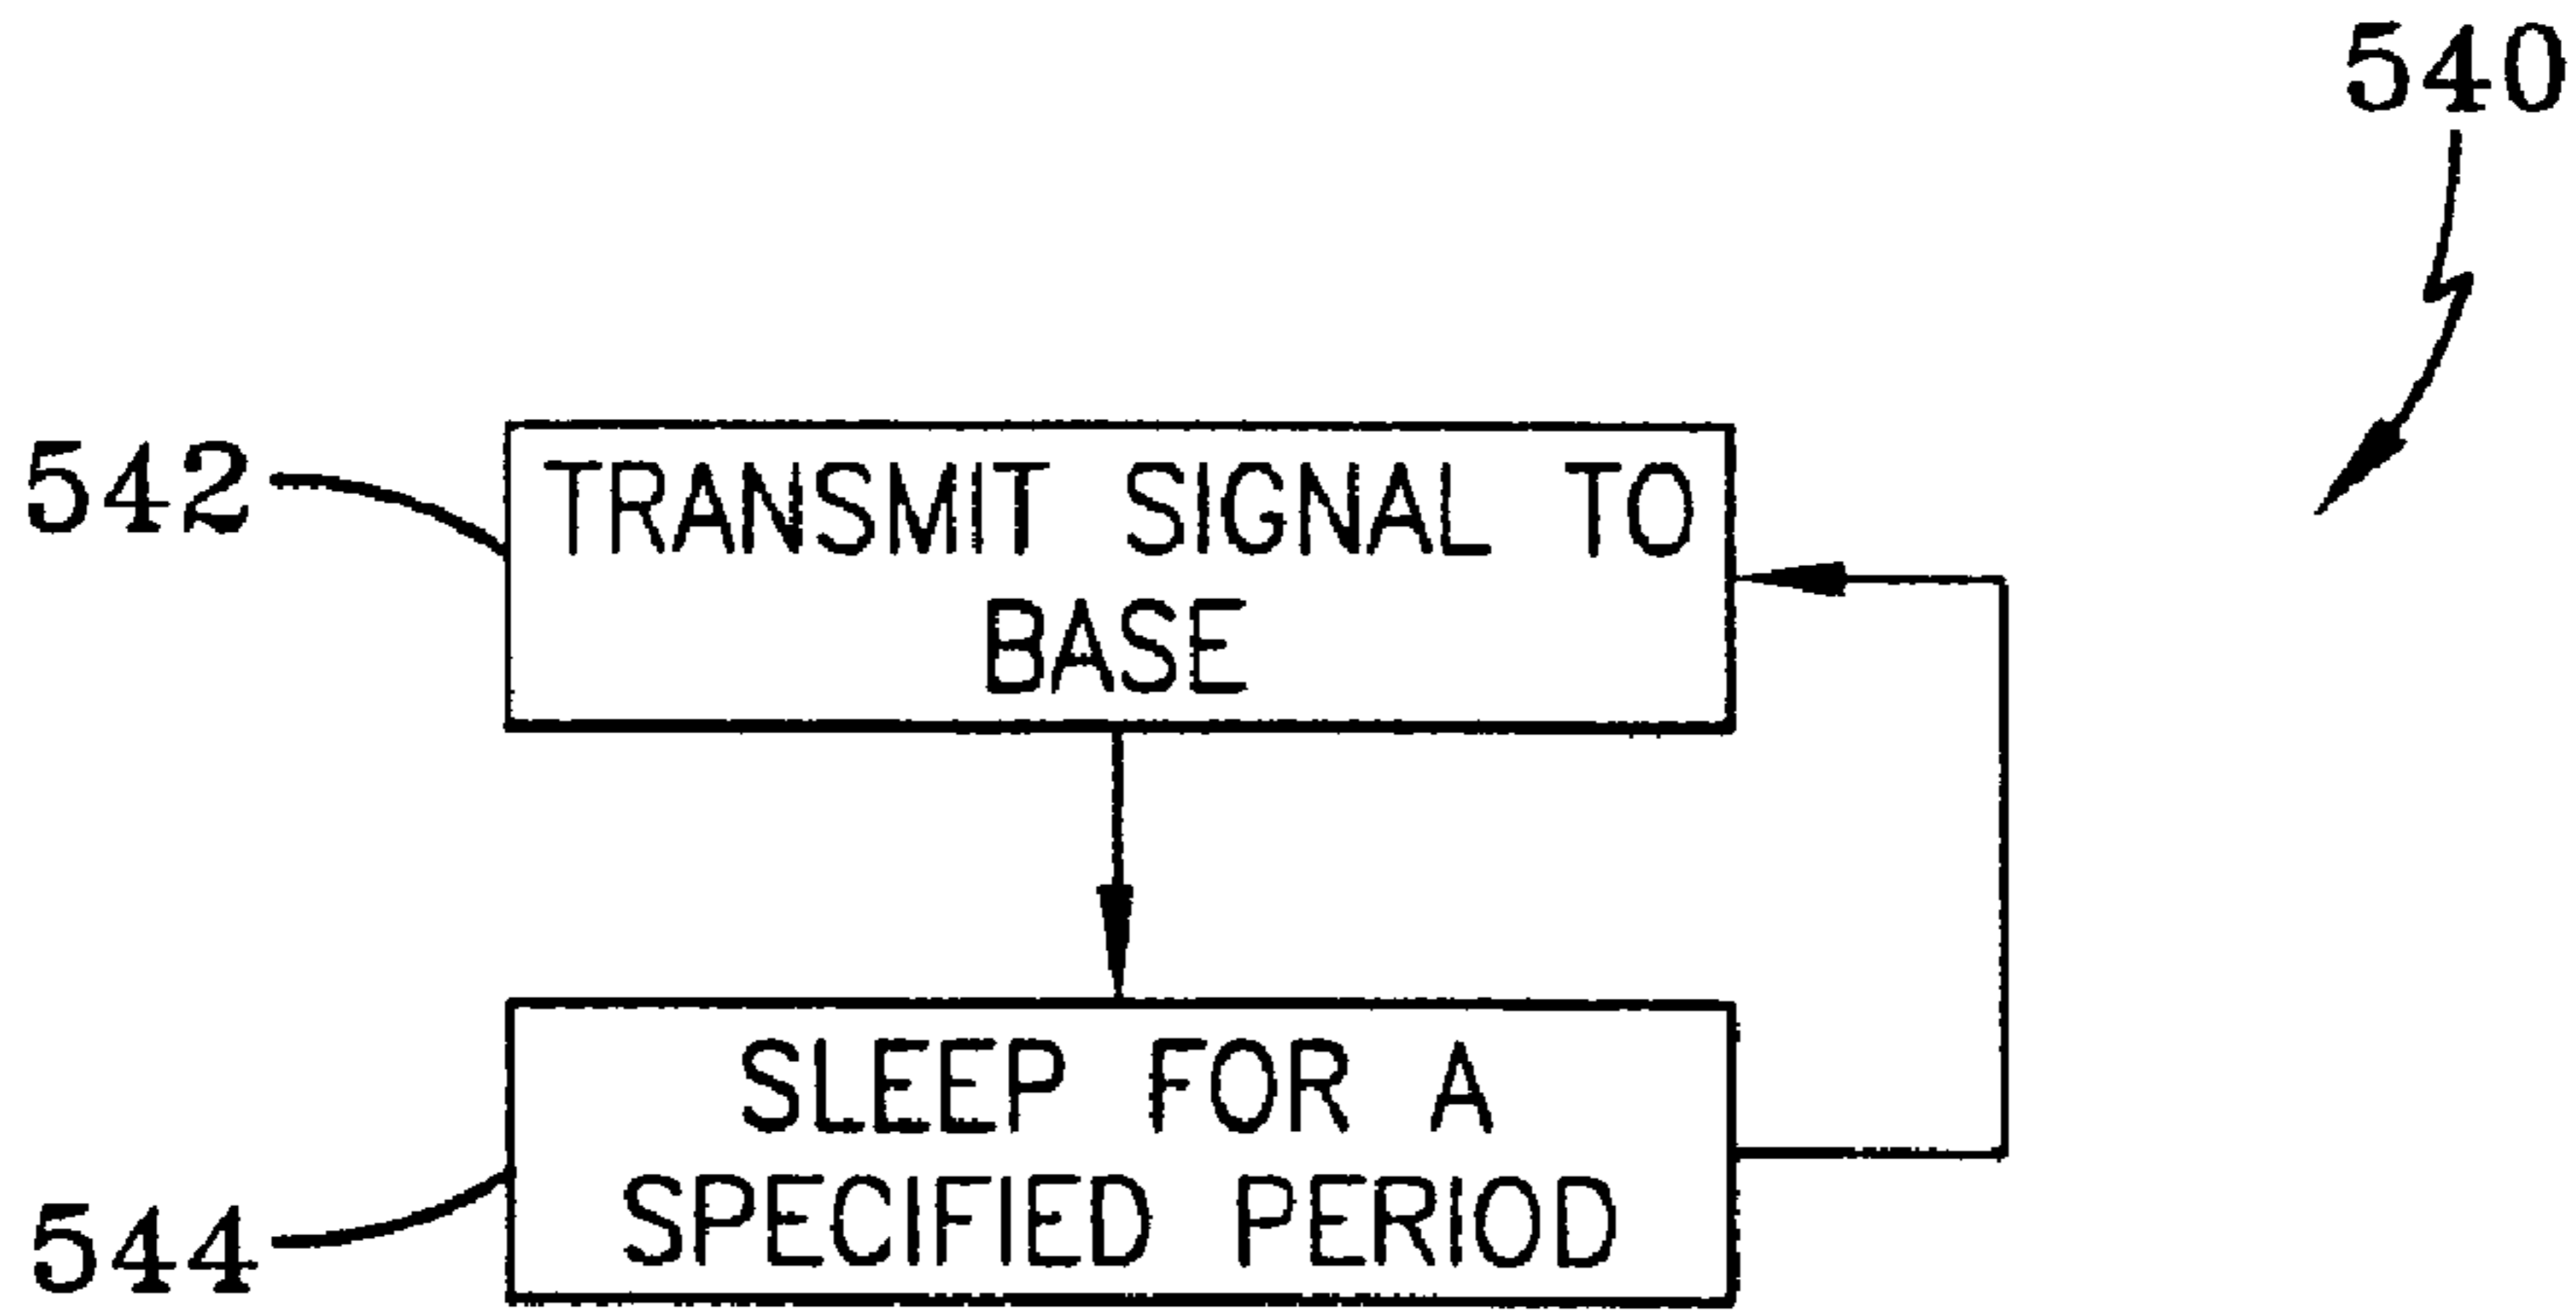 540
542
TRANSMIT SIGNAL TO
BASE
SLEEP FOR A
SPECIFIED PERIOD
544